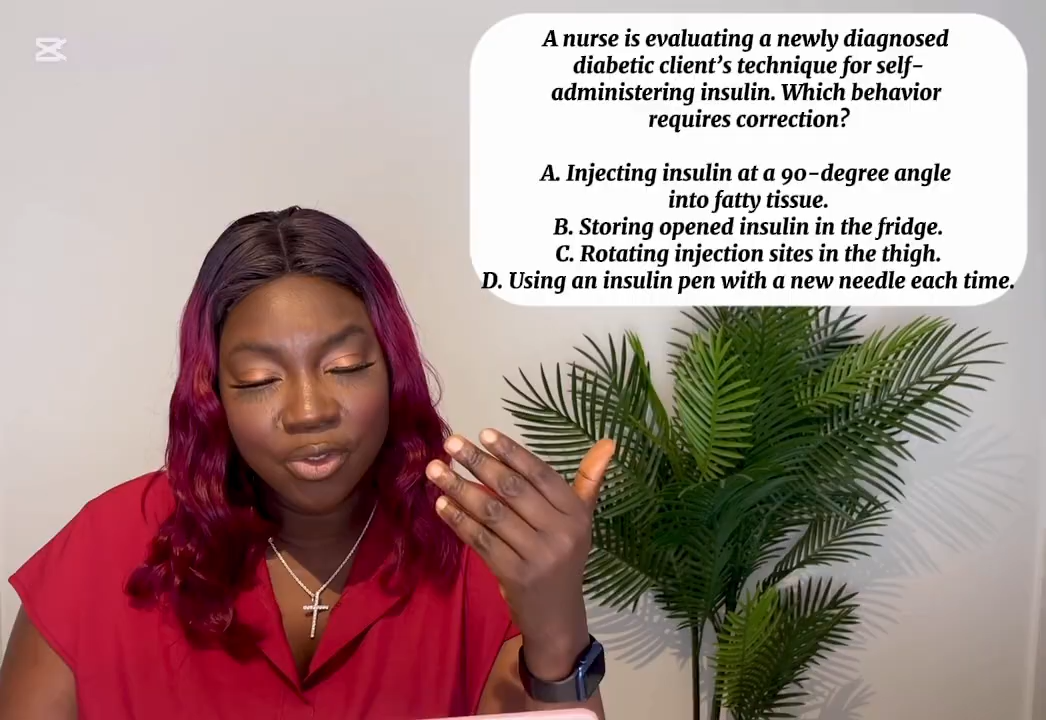 A nurse is evaluating a newly diagnosed
diabetic client’s technique for self-
administering insulin. Which behavior
requires correction?
A. Injecting insulin at a 90-degree angle
into fatty tissue.
B. Storing opened insulin in the fridge.
C. Rotating injection sites in the thigh.
D. Using an insulin pen with a new needle each time.